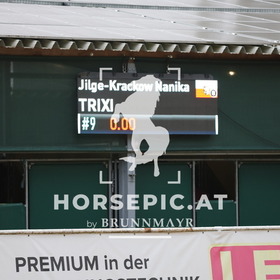 Jilge-Krackow Nanika
TRIXI
#9 0.00
HORSEPIC.AT
by BRUNNMAYR
PREMIUM in der